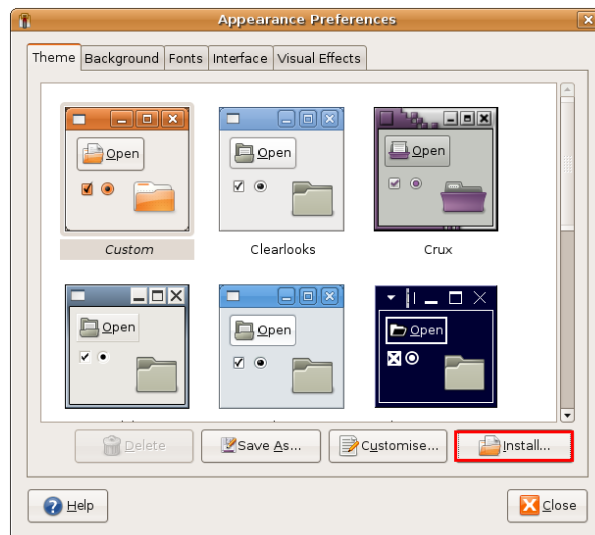 Appearance Preferences
Theme Background Fonts Interface Visual Effects
Open Open Open
Custom Clearlooks Crux
Open Open Open
Delete Save As... Customise... Install...
Help Close